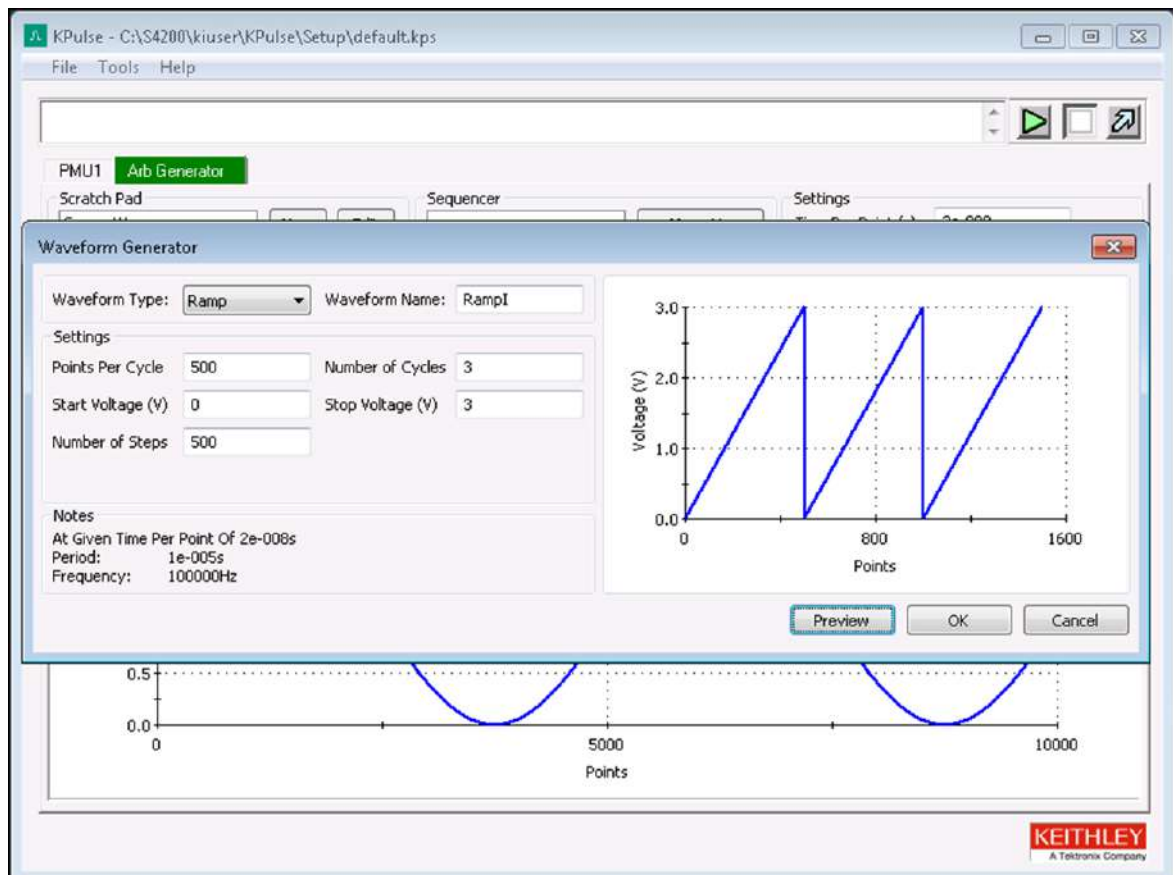 KPulse - C:\S4200\kiuser\KPulse\Setup\default.kps
File Tools Help
PMU1 Arb Generator
Scratch Pad Sequencer Settings
Waveform Generator
Waveform Type: Ramp Waveform Name: RampI
Settings
Points Per Cycle 500 Number of Cycles 3
Start Voltage (V) 0 Stop Voltage (V) 3
Number of Steps 500
Notes
At Given Time Per Point Of 2e-008s
Period: 1e-005s
Frequency: 100000Hz
3.0
2.0
1.0
0.0
Voltage (V)
0 800 1600
Points
Preview OK Cancel
0.5
0.0
0 5000 10000
Points
KEITHLEY
A Tektronix Company